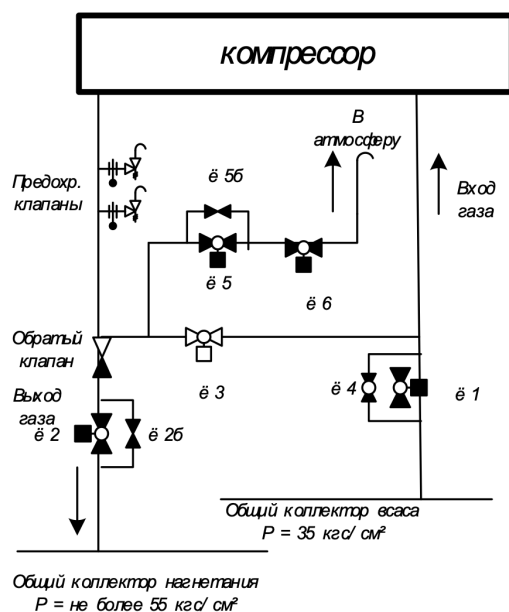 компрессор
В
атмосферу
ё 5б
Предохр.
клапаны
Вход
газа
ё 5
ё 6
Обратый
клапан
ё 3
ё 4
ё 1
Выход
газа
ё 2
ё 2б
Общий коллектор всаса
Р = 35 кгс/ см²
Общий коллектор нагнетания
Р = не более 55 кгс/ см²